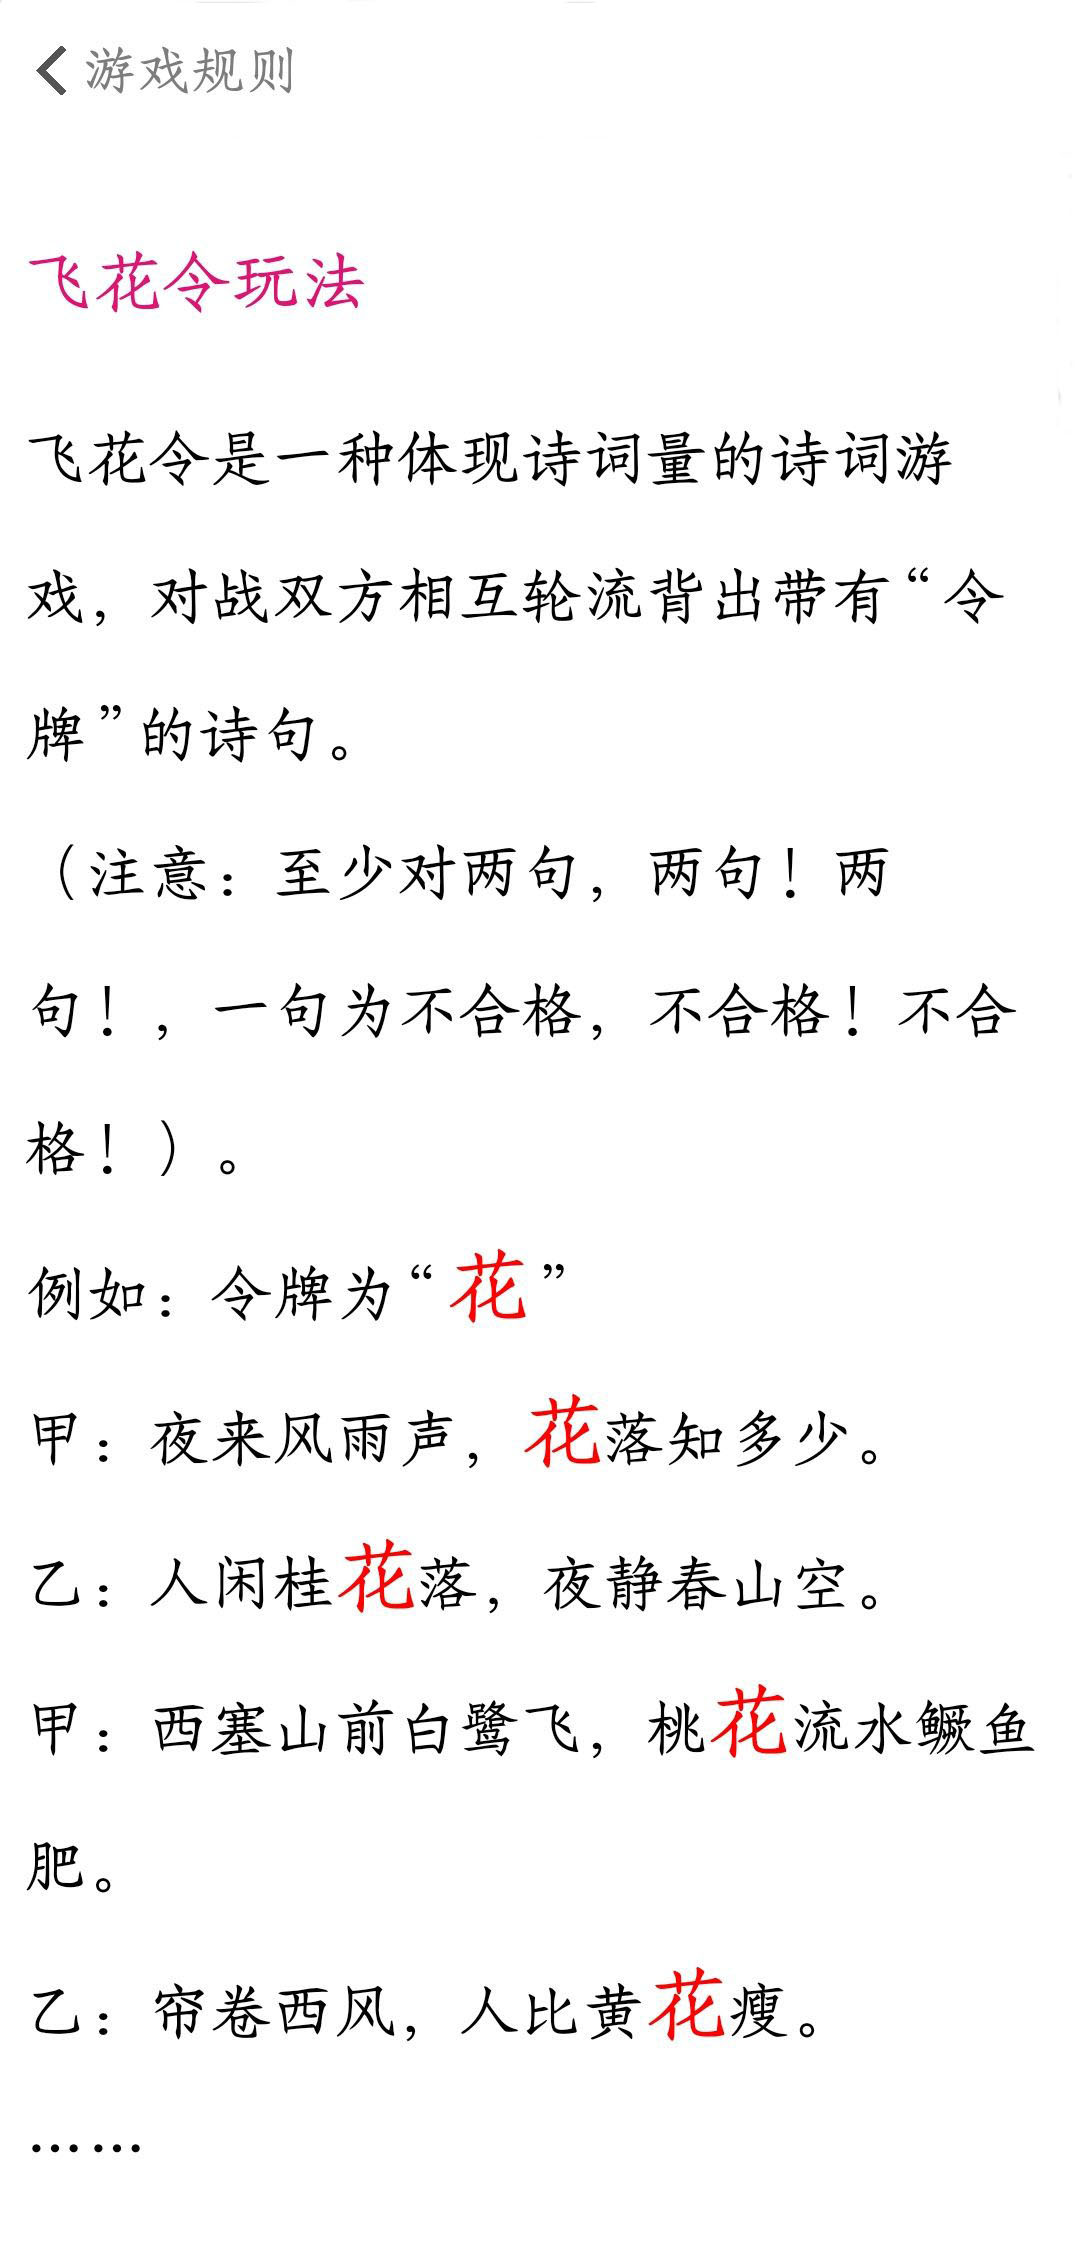 游戏规则
飞花令玩法
飞花令是一种体现诗词量的诗词游
戏，对战双方相互轮流背出带有“令
牌”的诗句。
（注意：至少对两句，两句！两
句！，一句为不合格，不合格！不合
格！）。
例如：令牌为“花”
甲：夜来风雨声，花落知多少。
乙：人闲桂花落，夜静春山空。
甲：西塞山前白鹭飞，桃花流水鳜鱼
肥。
乙：帘卷西风，人比黄花瘦。
……